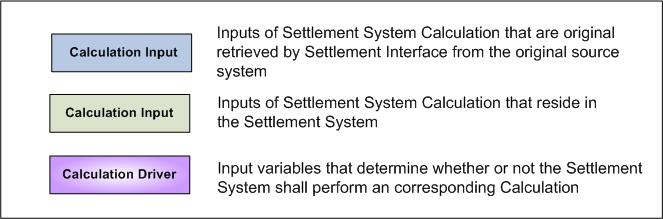 Calculation Input
Inputs of Settlement System Calculation that are original
retrieved by Settlement Interface from the original source
system
Calculation Input
Inputs of Settlement System Calculation that reside in
the Settlement System
Calculation Driver
Input variables that determine whether or not the Settlement
System shall perform an corresponding Calculation